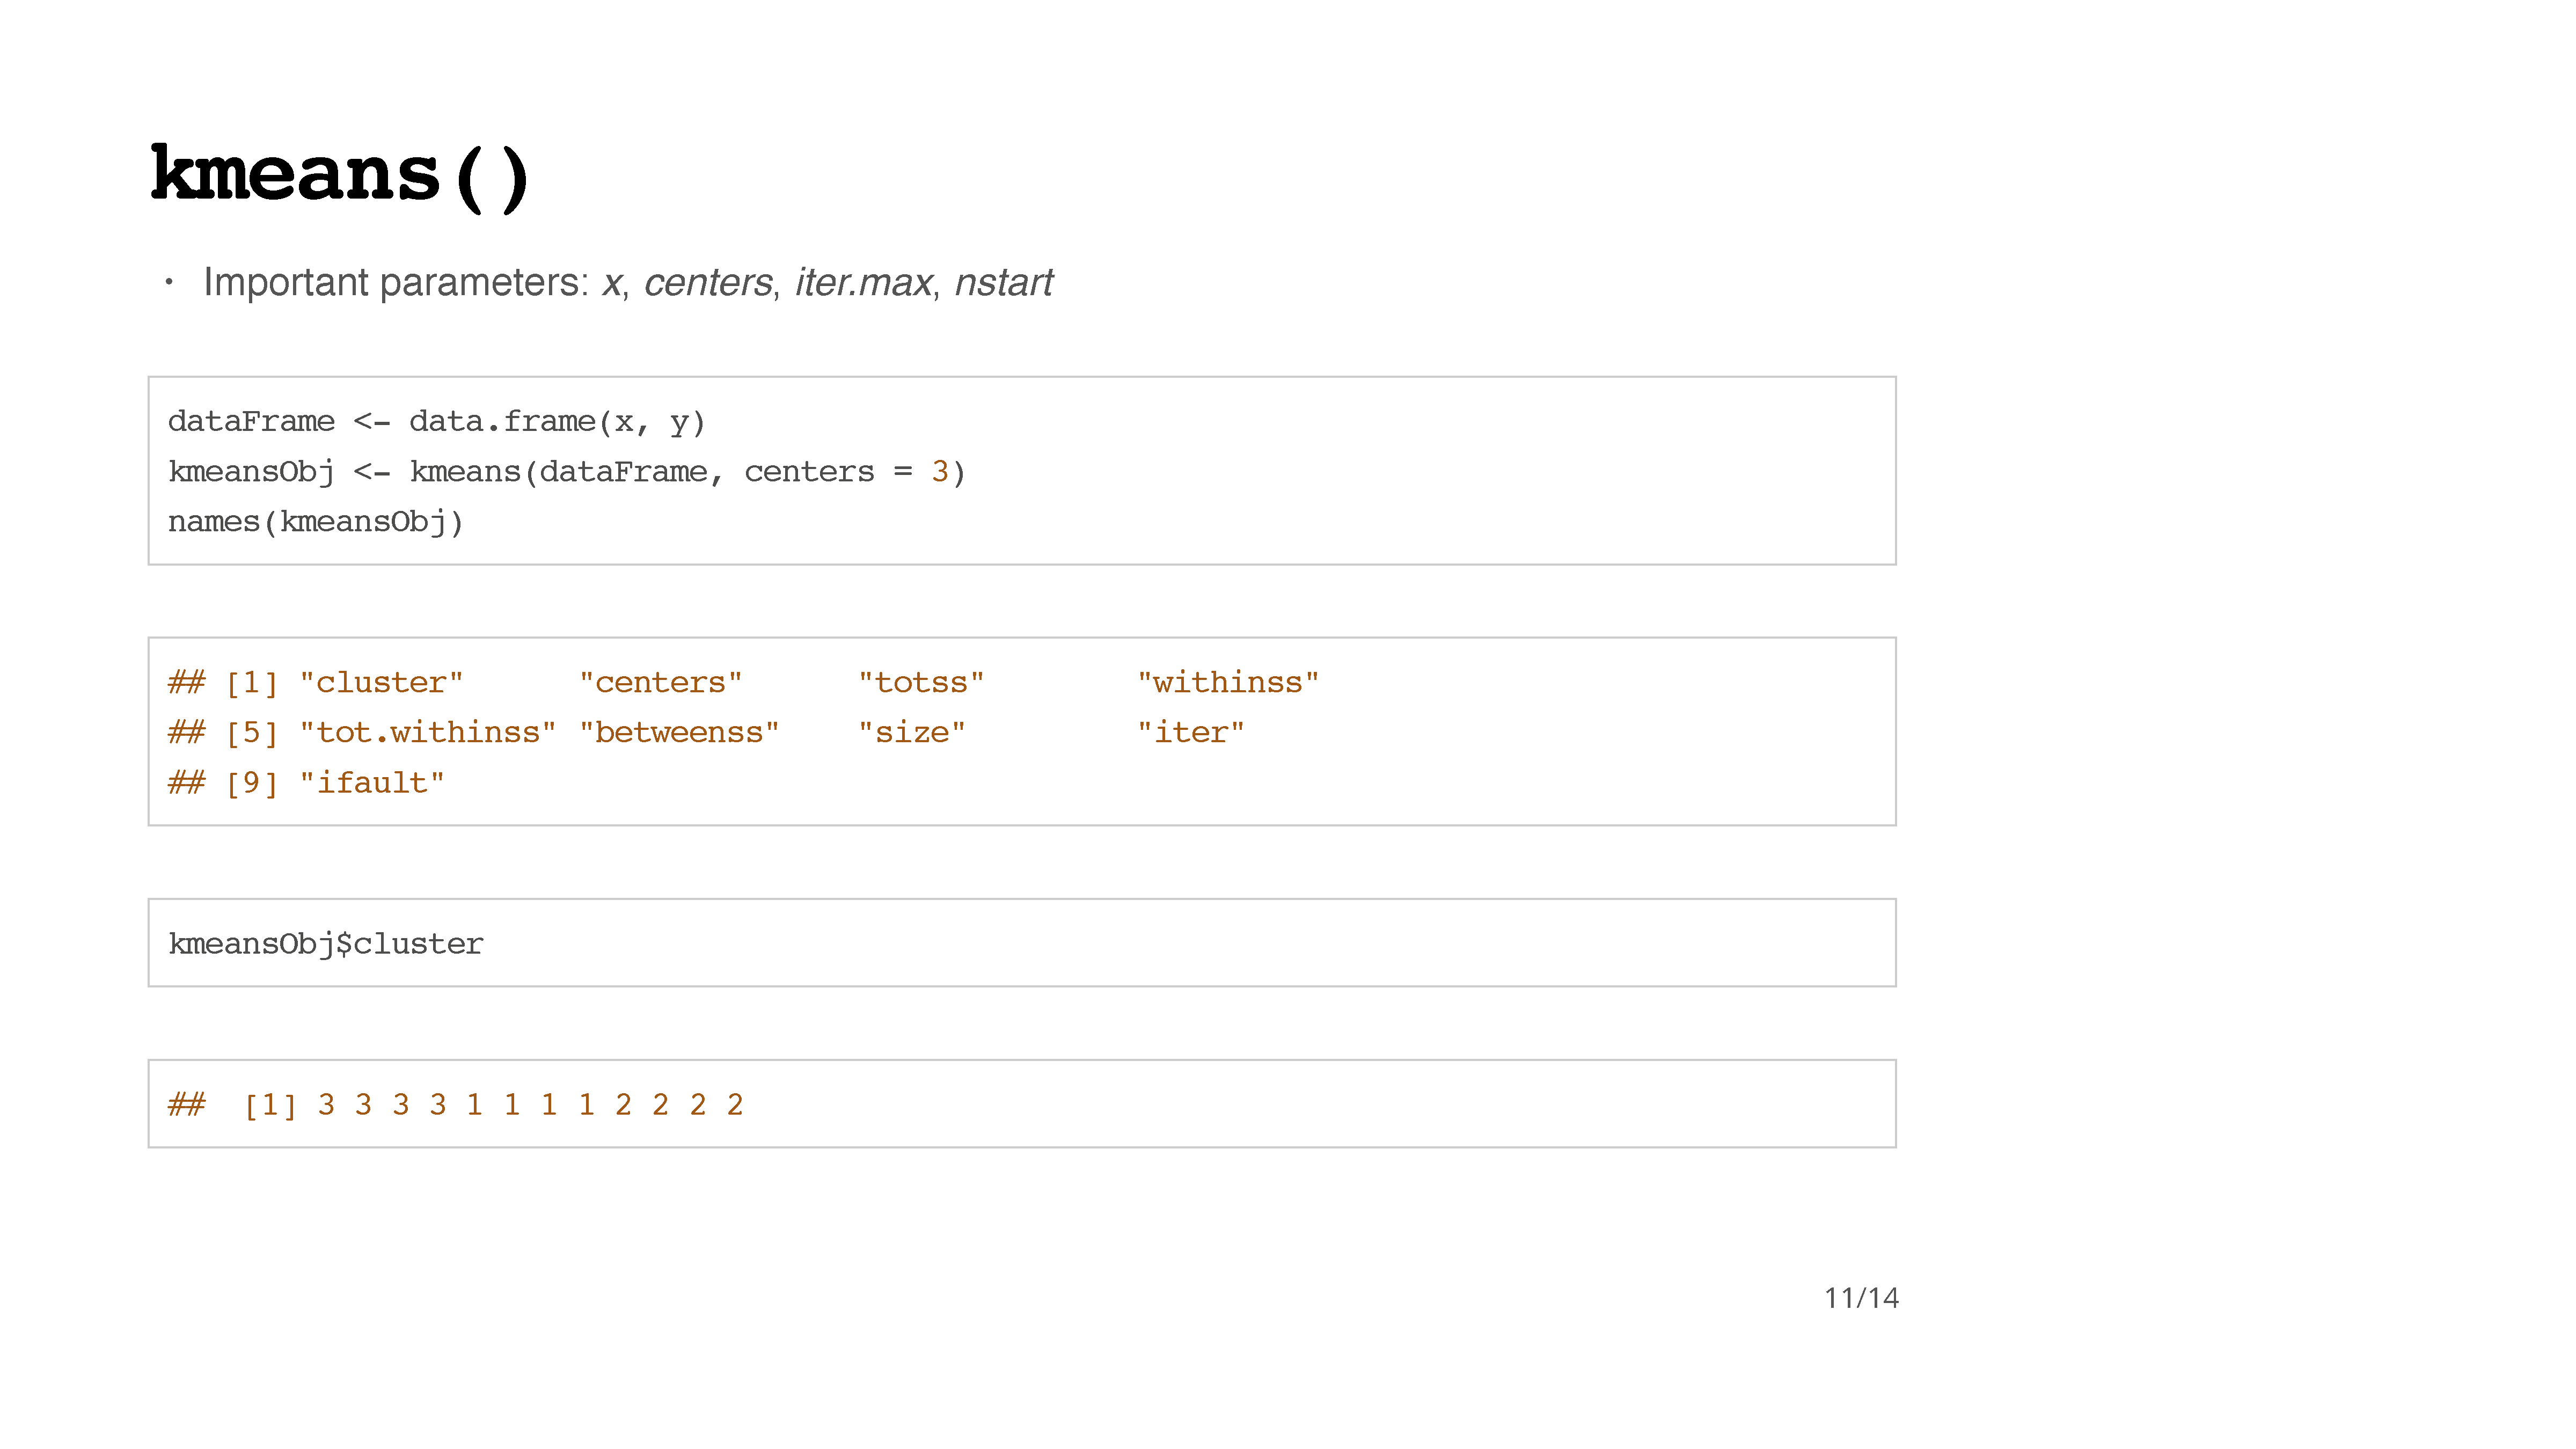 kmeans()
• Important parameters: x, centers, iter.max, nstart
dataFrame <- data.frame(x, y)
kmeansObj <- kmeans(dataFrame, centers = 3)
names(kmeansObj)
## [1] "cluster"      "centers"      "totss"        "withinss"
## [5] "tot.withinss" "betweenss"    "size"         "iter"
## [9] "ifault"
kmeansObj$cluster
##  [1] 3 3 3 3 1 1 1 1 2 2 2 2
11/14